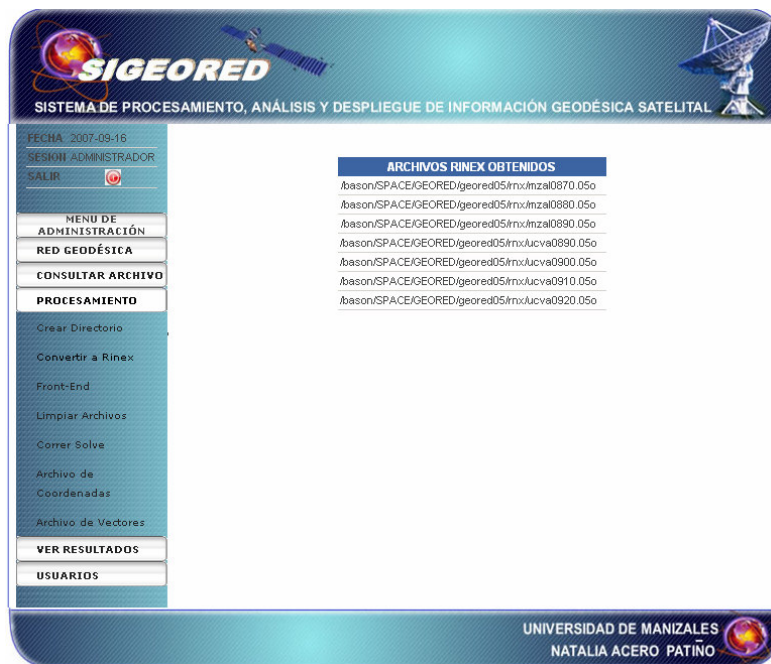 SIGEORED
SISTEMA DE PROCESAMIENTO, ANÁLISIS Y DESPLIEGUE DE INFORMACIÓN GEODÉSICA SATELITAL
FECHA 2007-09-16
SESION ADMINISTRADOR
SALIR
MENU DE
ADMINISTRACIÓN
RED GEODÉSICA
CONSULTAR ARCHIVO
PROCESAMIENTO
Crear Directorio
Convertir a Rinex
Front-End
Limpiar Archivos
Correr Solve
Archivo de
Coordenadas
Archivo de Vectores
VER RESULTADOS
USUARIOS
ARCHIVOS RINEX OBTENIDOS
/bason/SPACE/GEORED/geored05/rnx/mzal0870.05o
/bason/SPACE/GEORED/geored05/rnx/mzal0880.05o
/bason/SPACE/GEORED/geored05/rnx/mzal0890.05o
/bason/SPACE/GEORED/geored05/rnx/ucva0890.05o
/bason/SPACE/GEORED/geored05/rnx/ucva0900.05o
/bason/SPACE/GEORED/geored05/rnx/ucva0910.05o
/bason/SPACE/GEORED/geored05/rnx/ucva0920.05o
UNIVERSIDAD DE MANIZALES
NATALIA ACERO PATIÑO